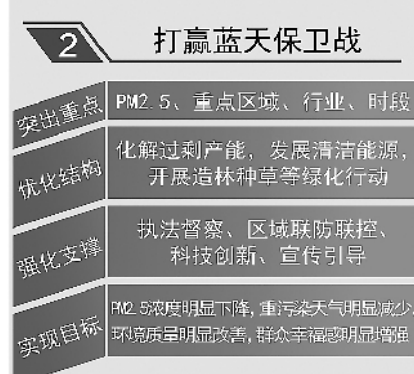 2 打赢蓝天保卫战
突出重点 PM2.5、重点区域、行业、时段
优化结构 化解过剩产能，发展清洁能源，
开展造林种草等绿化行动
强化支撑 执法督察、区域联防联控、
科技创新、宣传引导
实现目标 PM2.5浓度明显下降，重污染天气明显减少，
环境质量明显改善，群众幸福感明显增强